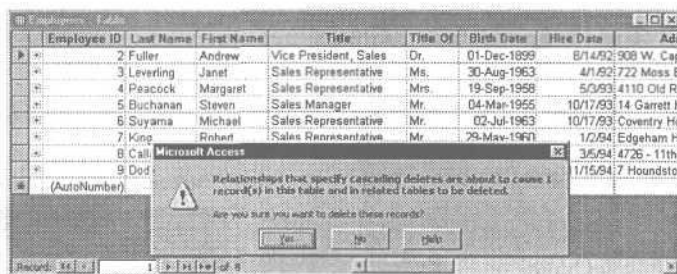 Employees : Table
Employee ID Last Name First Name Title Title Of Birth Date Hire Date Ad
2 Fuller Andrew Vice President, Sales Dr. 01-Dec-1899 8/14/92 908 W. Cap
3 Leverling Janet Sales Representative Ms. 30-Aug-1963 4/1/92 722 Moss B
4 Peacock Margaret Sales Representative Mrs. 19-Sep-1958 5/3/93 4110 Old R
5 Buchanan Steven Sales Manager Mr. 04-Mar-1955 10/17/93 14 Garrett H
6 Suyama Michael Sales Representative Mr. 02-Jul-1963 10/17/93 Coventry Ho
7 King Robert Sales Representative Mr. 29-May-1960 1/2/94 Edgeham H
8 Call 3/5/94 4726 - 11th
9 Dod 11/15/94 7 Houndsto
(AutoNumber)
Microsoft Access
Relationships that specify cascading deletes are about to cause 1
record(s) in this table and in related tables to be deleted.
Are you sure you want to delete these records?
Yes No Help
Record: 1 of 8